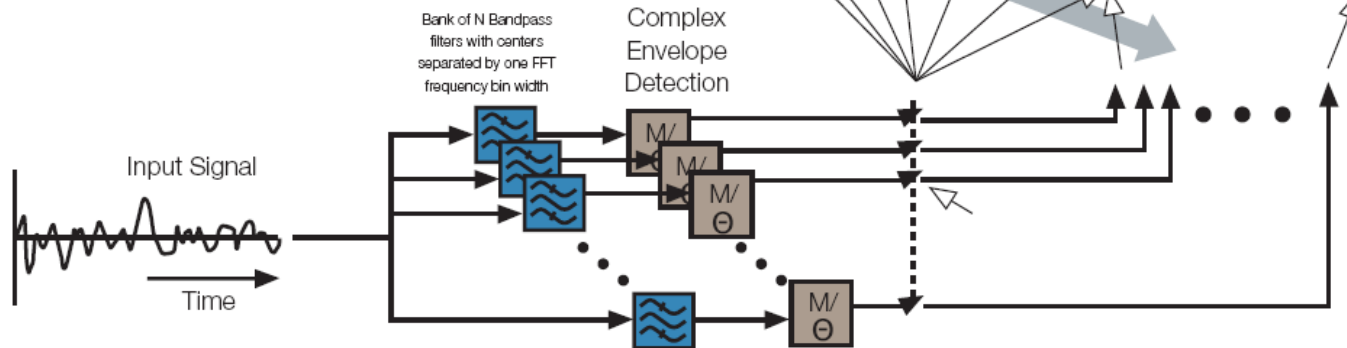 Bank of N Bandpass
filters with centers
separated by one FFT
frequency bin width
Complex
Envelope
Detection
Input Signal
Time
M/
M/
M/
Θ
M/
Θ